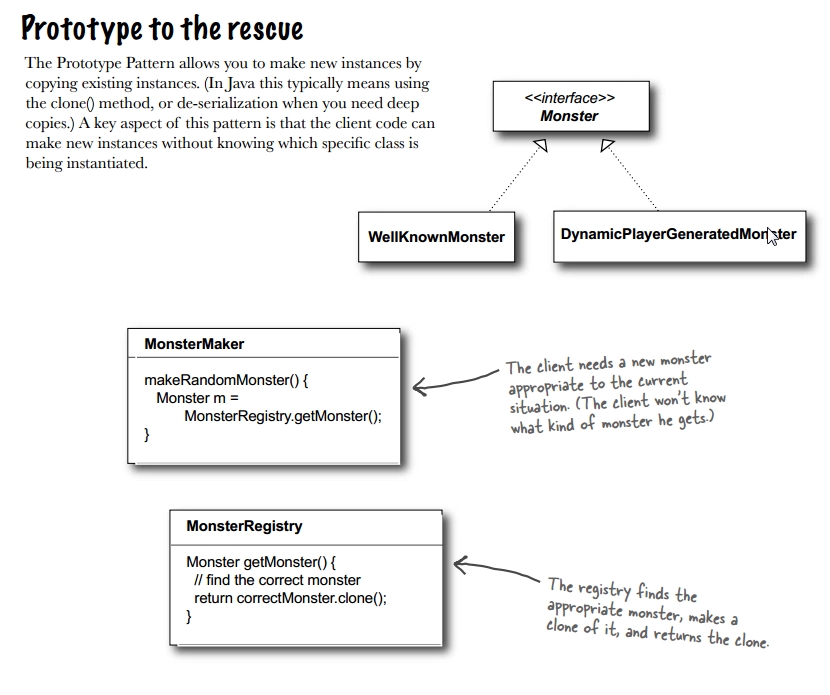 Prototype to the rescue
The Prototype Pattern allows you to make new instances by
copying existing instances. (In Java this typically means using
the clone() method, or de-serialization when you need deep
copies.) A key aspect of this pattern is that the client code can
make new instances without knowing which specific class is
being instantiated.
<<interface>>
Monster
WellKnownMonster
DynamicPlayerGeneratedMonster
MonsterMaker
makeRandomMonster() {
Monster m =
MonsterRegistry.getMonster();
}
The client needs a new monster
appropriate to the current
situation. (The client won't know
what kind of monster he gets.)
MonsterRegistry
Monster getMonster() {
// find the correct monster
return correctMonster.clone();
}
The registry finds the
appropriate monster, makes a
clone of it, and returns the clone.